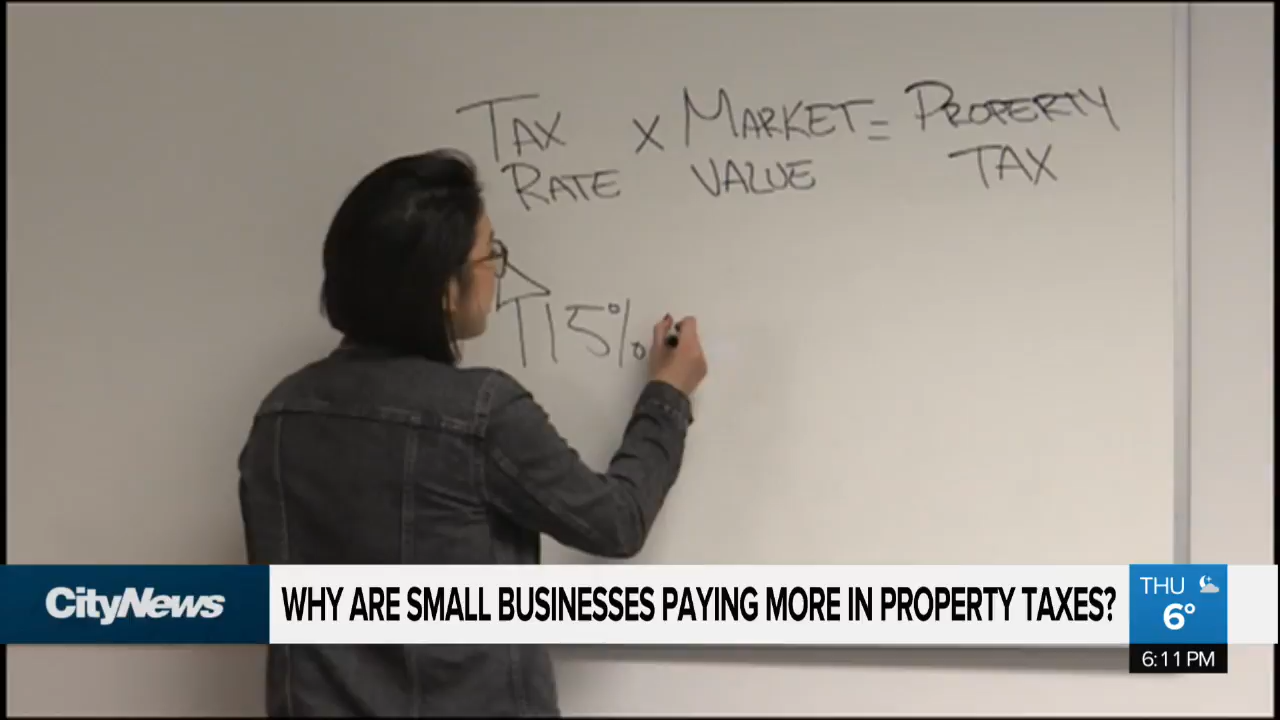 TAX x MARKET = PROPERTY
RATE VALUE TAX
115%
CityNews
WHY ARE SMALL BUSINESSES PAYING MORE IN PROPERTY TAXES?
THU
6°
6:11 PM